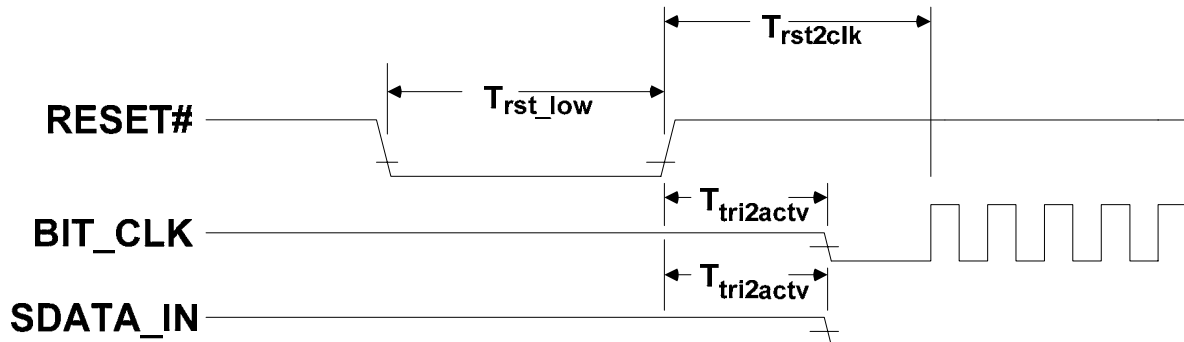 Trst2clk
Trst_low
RESET#
Ttri2actv
BIT_CLK
Ttri2actv
SDATA_IN